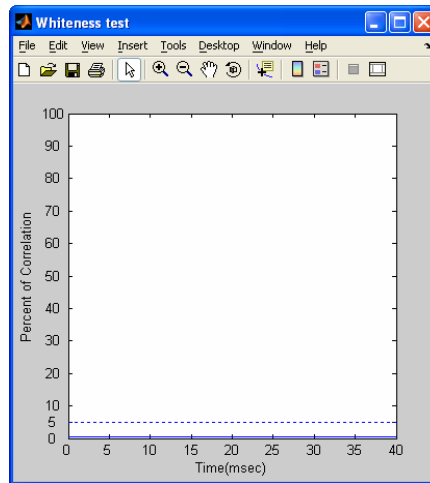 Whiteness test
File Edit View Insert Tools Desktop Window Help
100
90
80
70
60
50
40
30
20
10
5
0
Percent of Correlation
0 5 10 15 20 25 30 35 40
Time(msec)